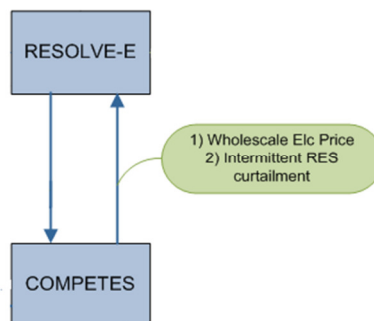 RESOLVE-E
1) Wholescale Elc Price
2) Intermittent RES
curtailment
COMPETES